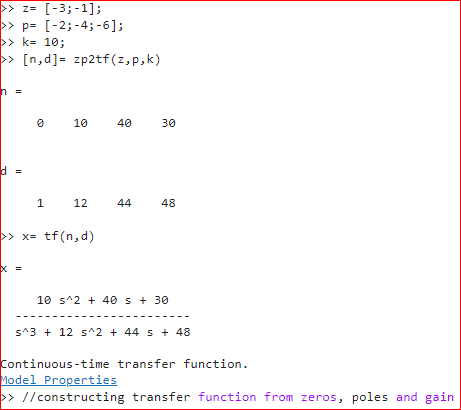 >> z= [-3;-1];
>> p= [-2;-4;-6];
>> k= 10;
>> [n,d]= zp2tf(z,p,k)
n =
0 10 40 30
d =
1 12 44 48
>> x= tf(n,d)
x =
10 s^2 + 40 s + 30
------------------------
s^3 + 12 s^2 + 44 s + 48
Continuous-time transfer function.
Model Properties
>> //constructing transfer function from zeros, poles and gain